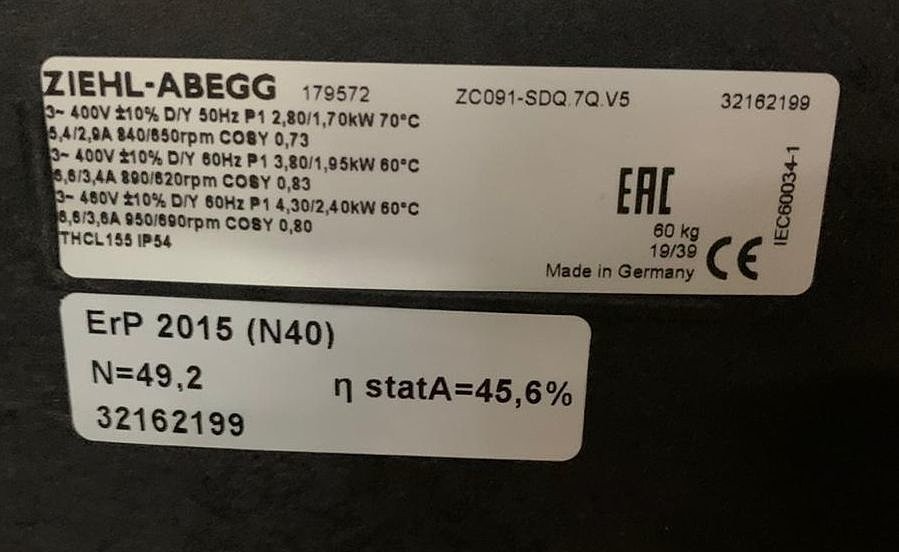 ZIEHL-ABEGG 179572 ZC091-SDQ.7Q.V5 32162199
3~ 400V ±10% D/Y 50Hz P1 2,80/1,70kW 70°C
5,4/2,9A 840/650rpm COSY 0,73
3~ 400V ±10% D/Y 60Hz P1 3,80/1,95kW 60°C
6,6/3,4A 890/620rpm COSY 0,83
3~ 460V ±10% D/Y 60Hz P1 4,30/2,40kW 60°C
6,6/3,6A 950/690rpm COSY 0,80
THCL155 IP54
EAC
60 kg
19/39
Made in Germany
CE
IEC60034-1
ErP 2015 (N40)
N=49,2 η statA=45,6%
32162199